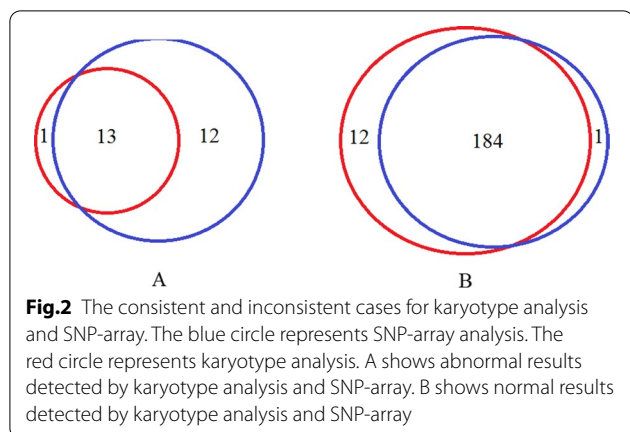 1 13 12 12 184 1
A B
Fig.2 The consistent and inconsistent cases for karyotype analysis
and SNP-array. The blue circle represents SNP-array analysis. The
red circle represents karyotype analysis. A shows abnormal results
detected by karyotype analysis and SNP-array. B shows normal results
detected by karyotype analysis and SNP-array